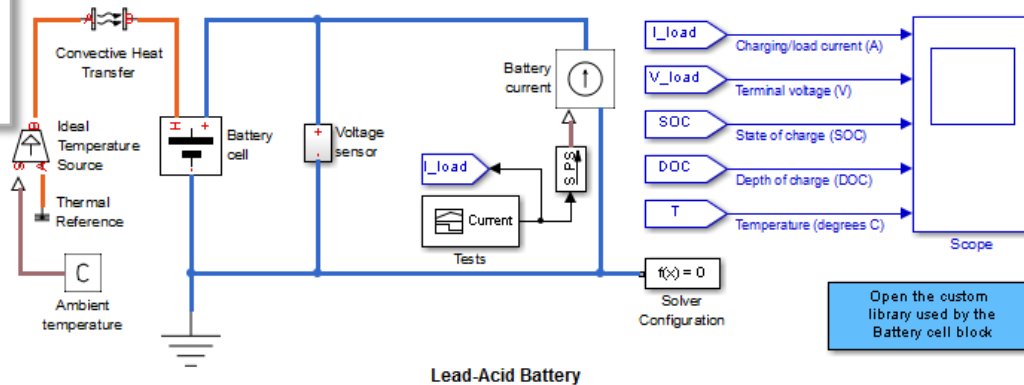 A B
Convective Heat
Transfer
B
Ideal
Temperature
Source
S A
Thermal
Reference
C
Ambient
temperature
H +
-
Battery
cell
+
-
Voltage
sensor
Battery
current
I_load
S PS
Current
Tests
f(x) = 0
Solver
Configuration
I_load
Charging/load current (A)
V_load
Terminal voltage (V)
SOC
State of charge (SOC)
DOC
Depth of charge (DOC)
T
Temperature (degrees C)
Scope
Open the custom
library used by the
Battery cell block
Lead-Acid Battery